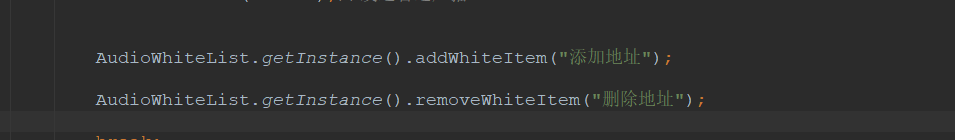 AudioWhiteList.getInstance().addWhiteItem("添加地址");
AudioWhiteList.getInstance().removeWhiteItem("删除地址");